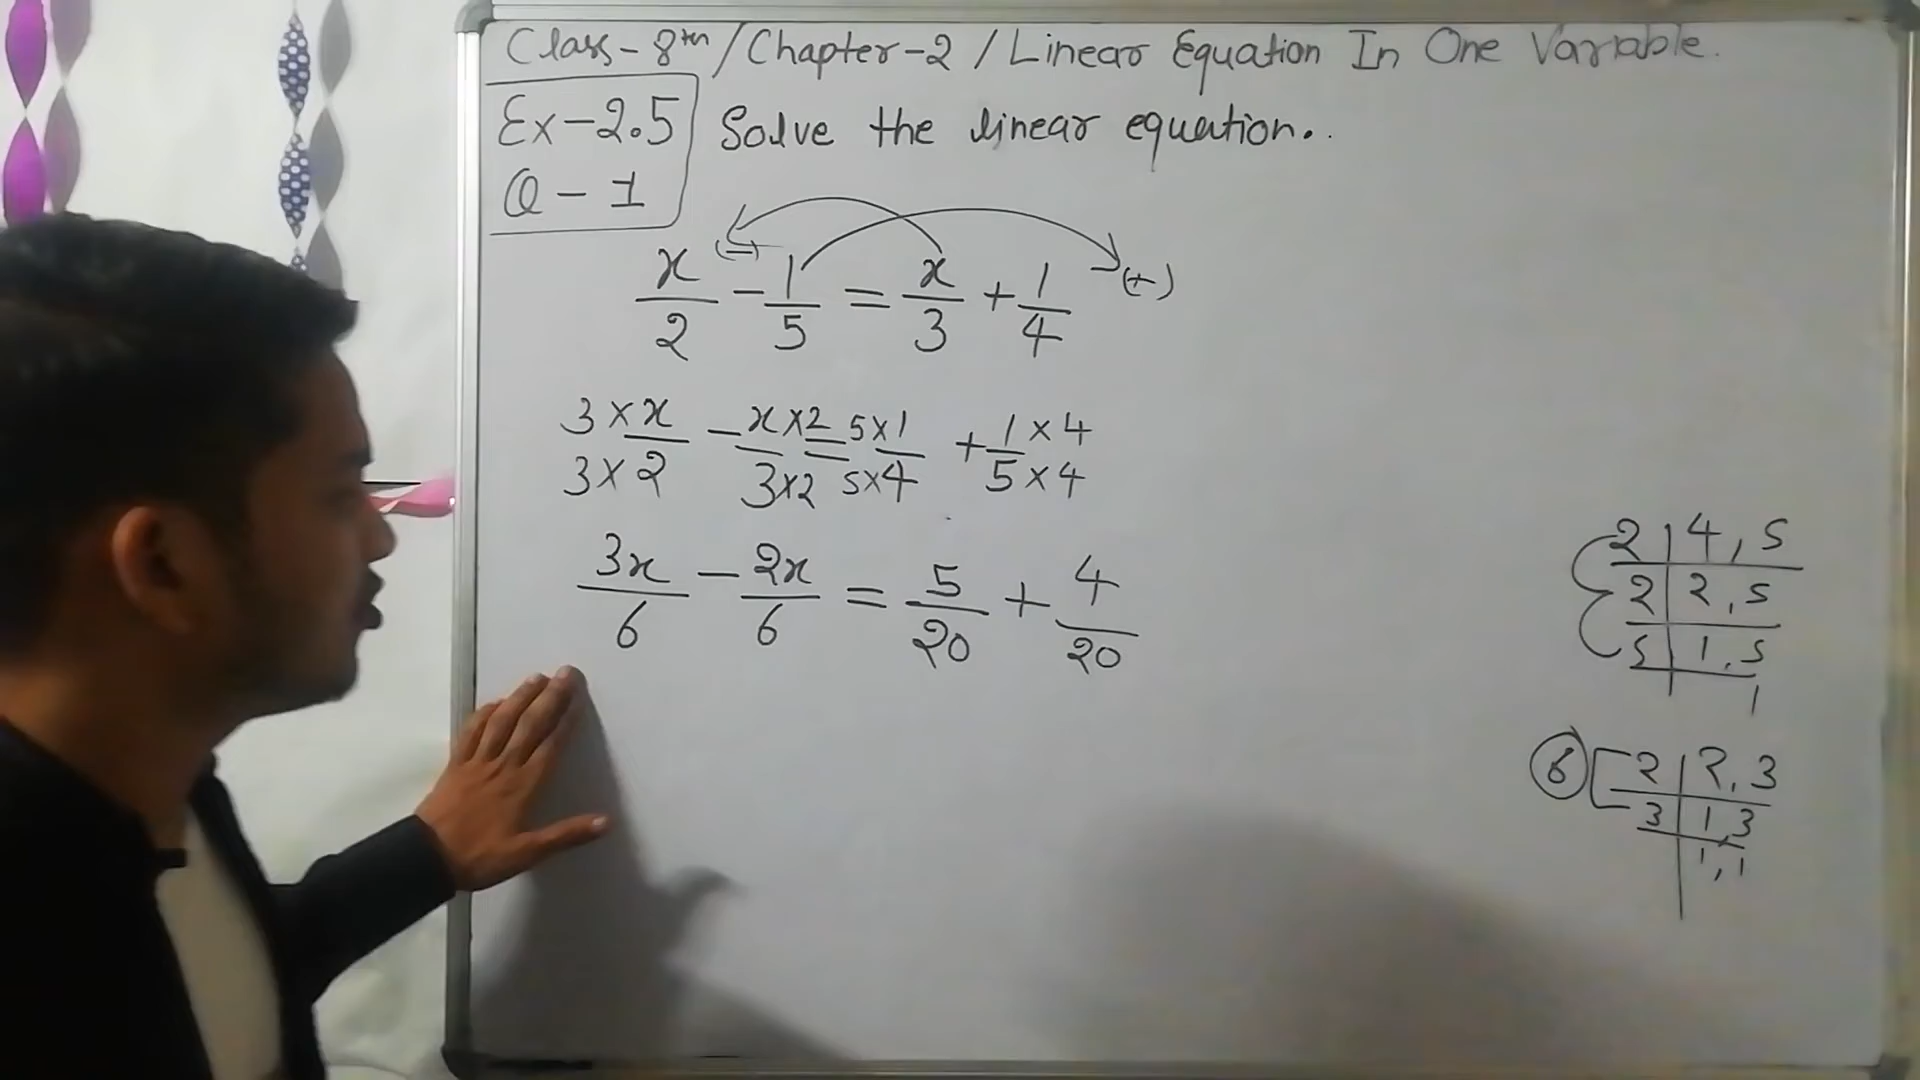 Class-8th/Chapter-2/Linear Equation In One Variable.
Ex-2.5 Solve the linear equation..
Q-1
(-)
x/2 - 1/5 = x/3 + 1/4 (+)
3×x/3×2 - x×2/3×2 = 5×1/5×4 + 1×4/5×4
3x/6 - 2x/6 = 5/20 + 4/20
2 | 4, 5
2 | 2, 5
5 | 1, 5
1
6 2 | 2, 3
3 | 1, 3
1, 1